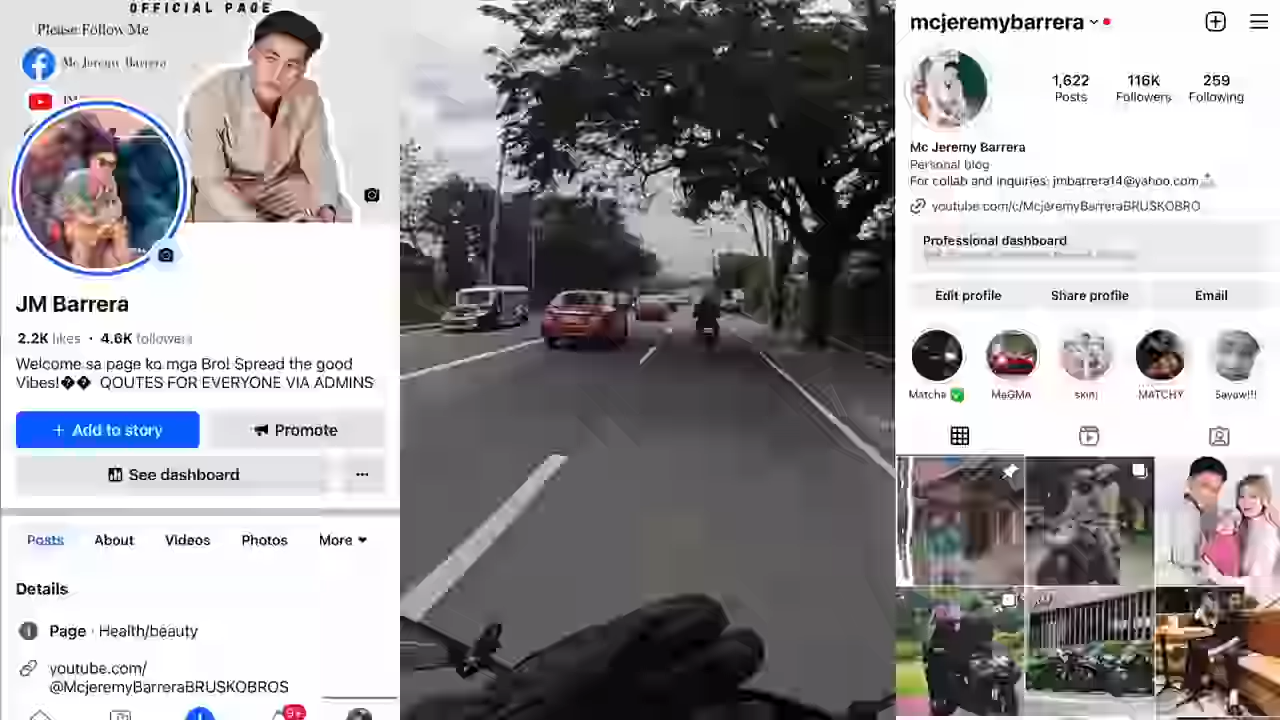 OFFICIAL PAGE
Please Follow Me
Mc Jeremy Barrera
JM Barrera
2.2K likes · 4.6K followers
Welcome sa page ko mga Bro! Spread the good
Vibes!�� QOUTES FOR EVERYONE VIA ADMINS
+ Add to story
Promote
See dashboard
Posts About Videos Photos More
Details
Page · Health/beauty
youtube.com/
@McjeremyBarreraBRUSKOBROS
9+
mcjeremybarrera
1,622 116K 259
Posts Followers Following
Mc Jeremy Barrera
Personal blog
For collab and inquiries: jmbarrera14@yahoo.com
youtube.com/c/McjeremyBarreraBRUSKOBRO
Professional dashboard
Edit profile Share profile Email
Matcha ✅ MaGMA skinj MATCHY Sayaw!!!